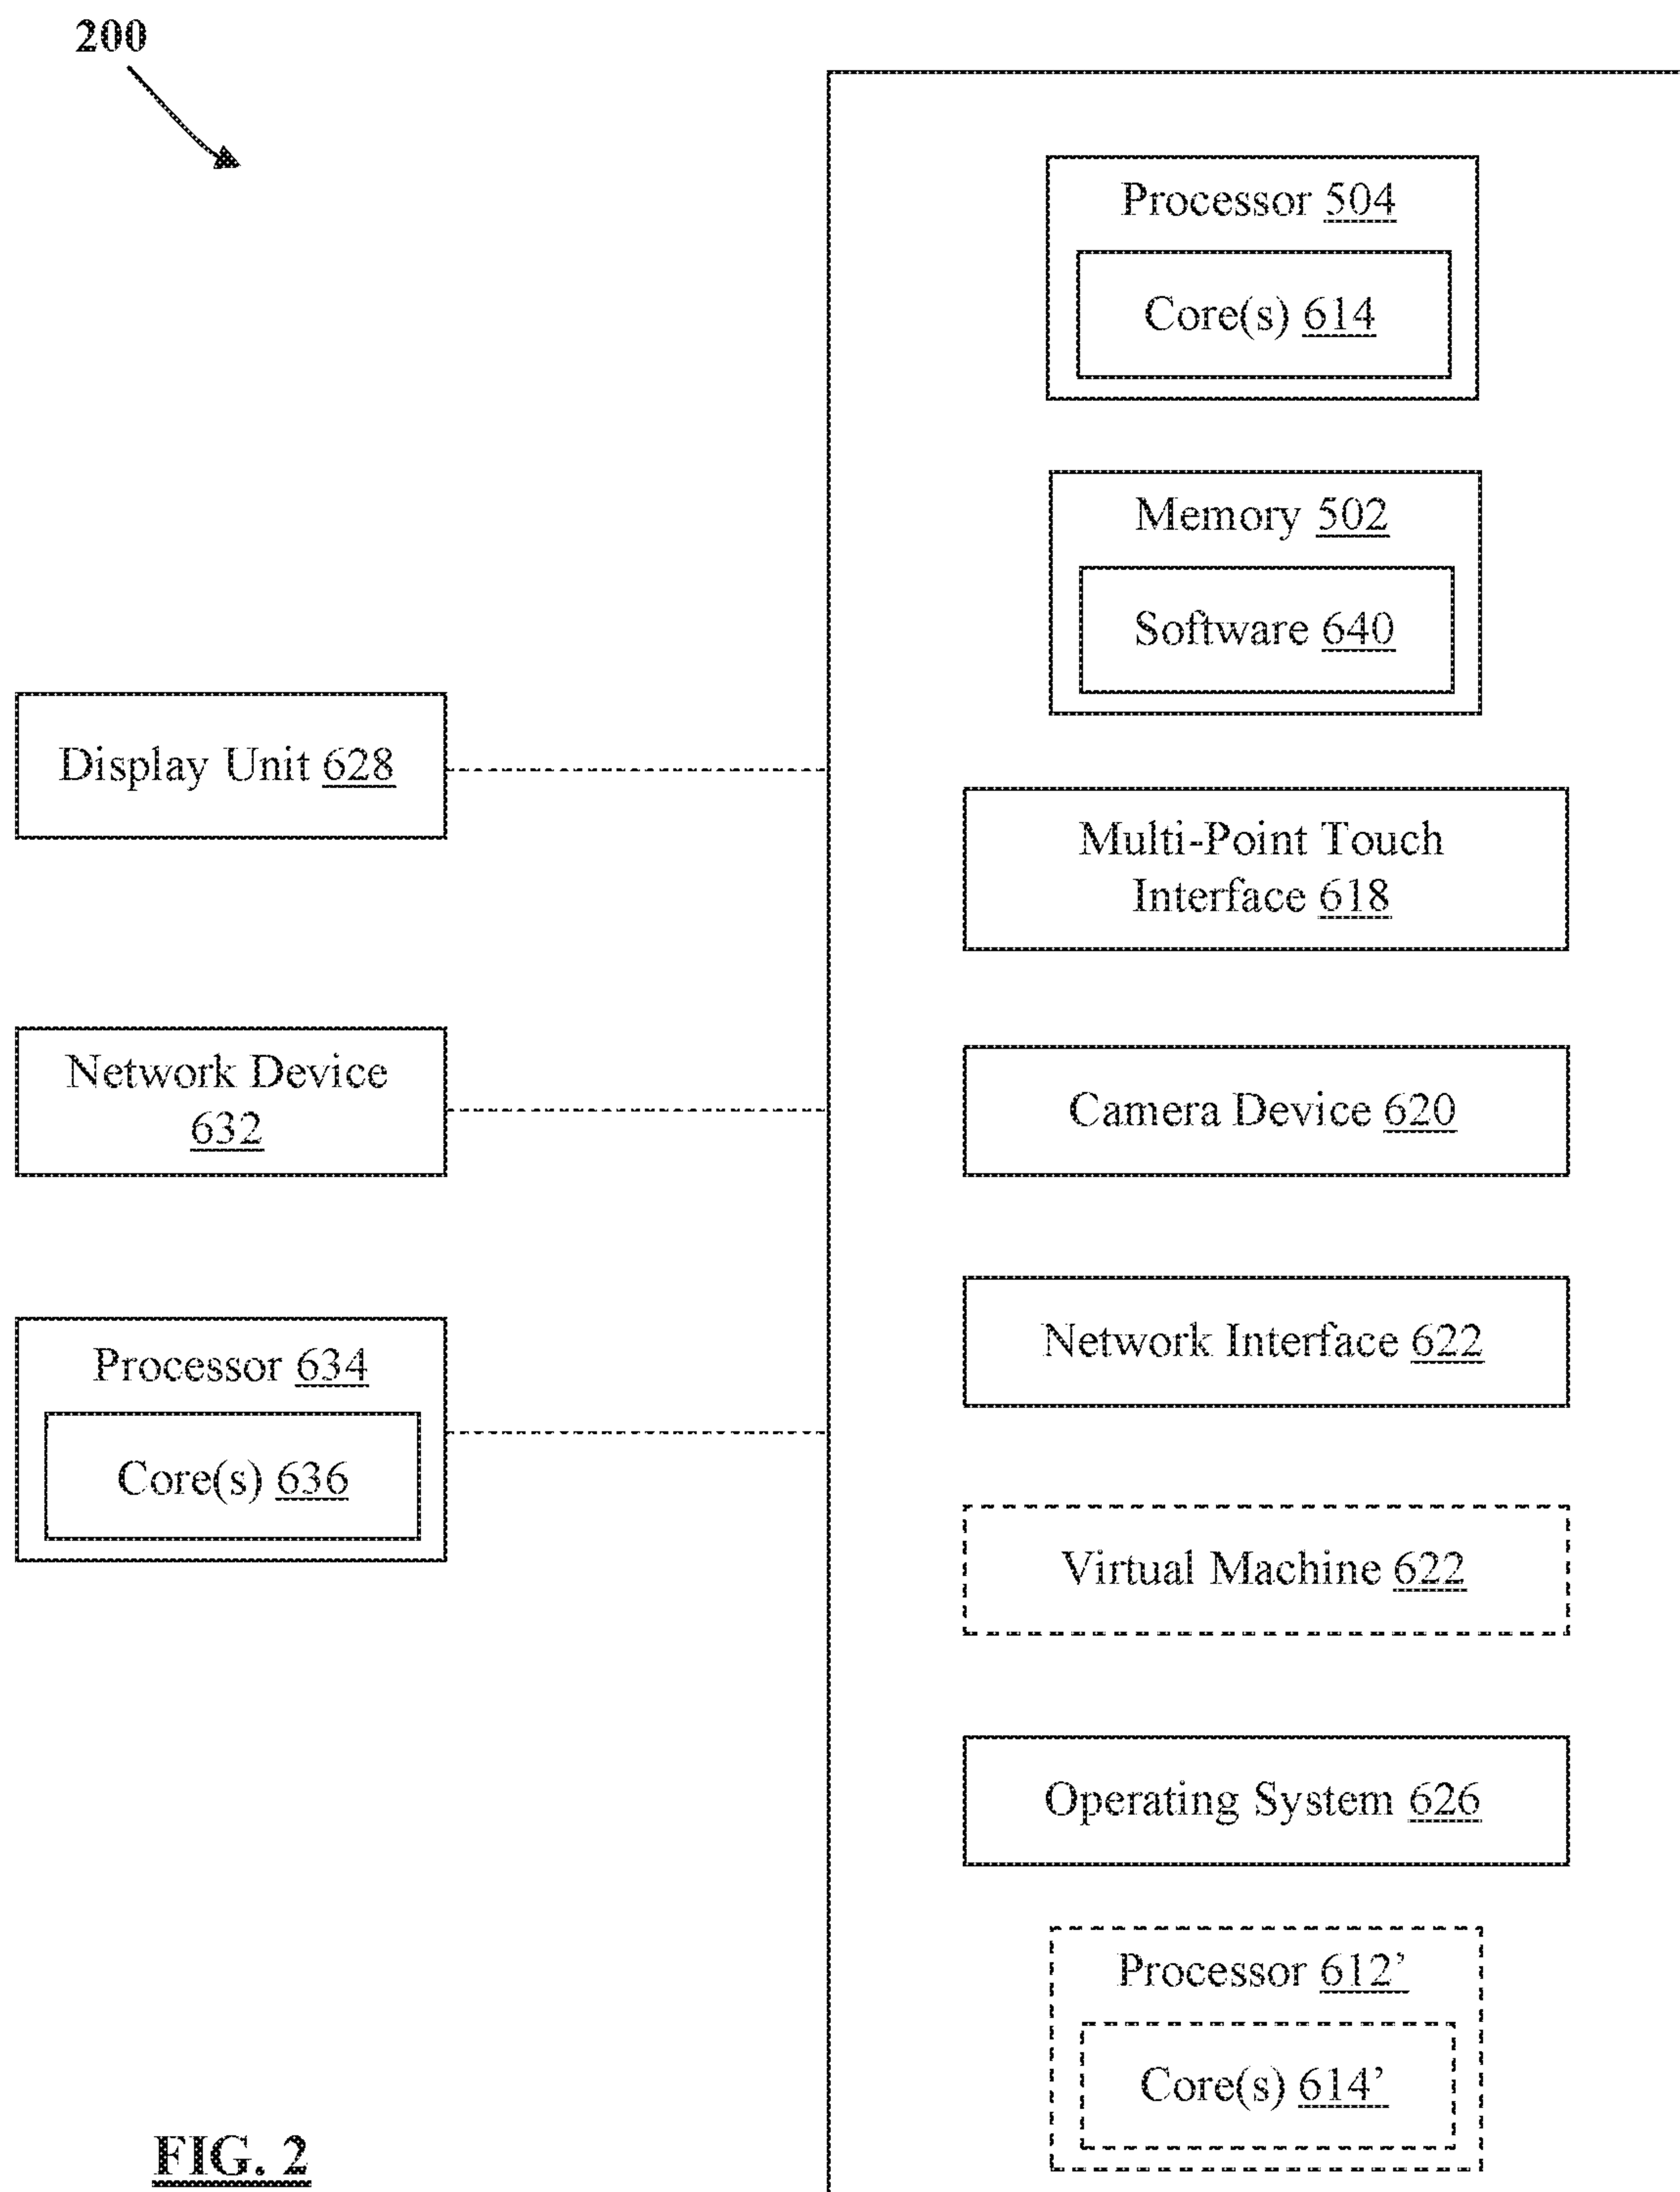 200
Processor 504
Core(s) 614
Memory 502
Software 640
Display Unit 628
Multi-Point Touch
Interface 618
Network Device
632
Camera Device 620
Processor 634
Core(s) 636
Network Interface 622
Virtual Machine 622
Operating System 626
Processor 612’
Core(s) 614’
FIG. 2